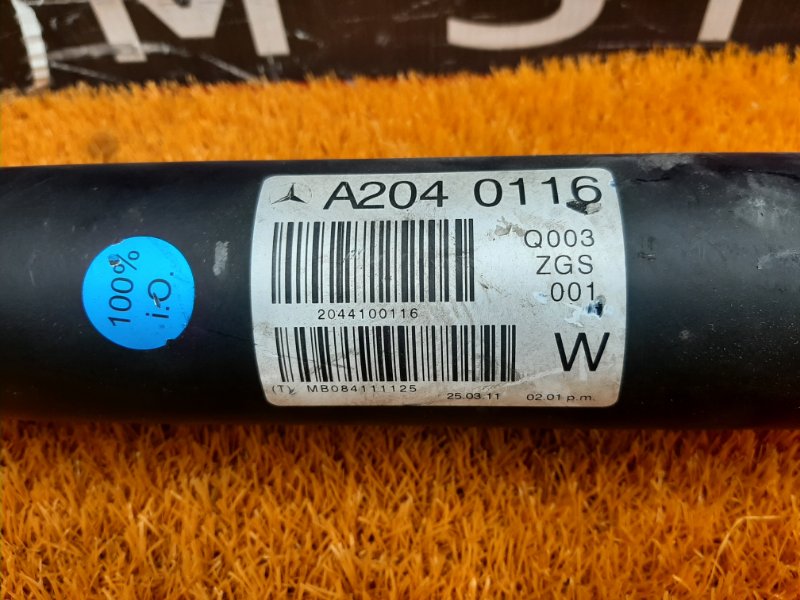 A204 0116
Q003
ZGS
001
2044100116
W
(T) MB084111125 25.03.11 02.01 p.m.
100%
i.O.